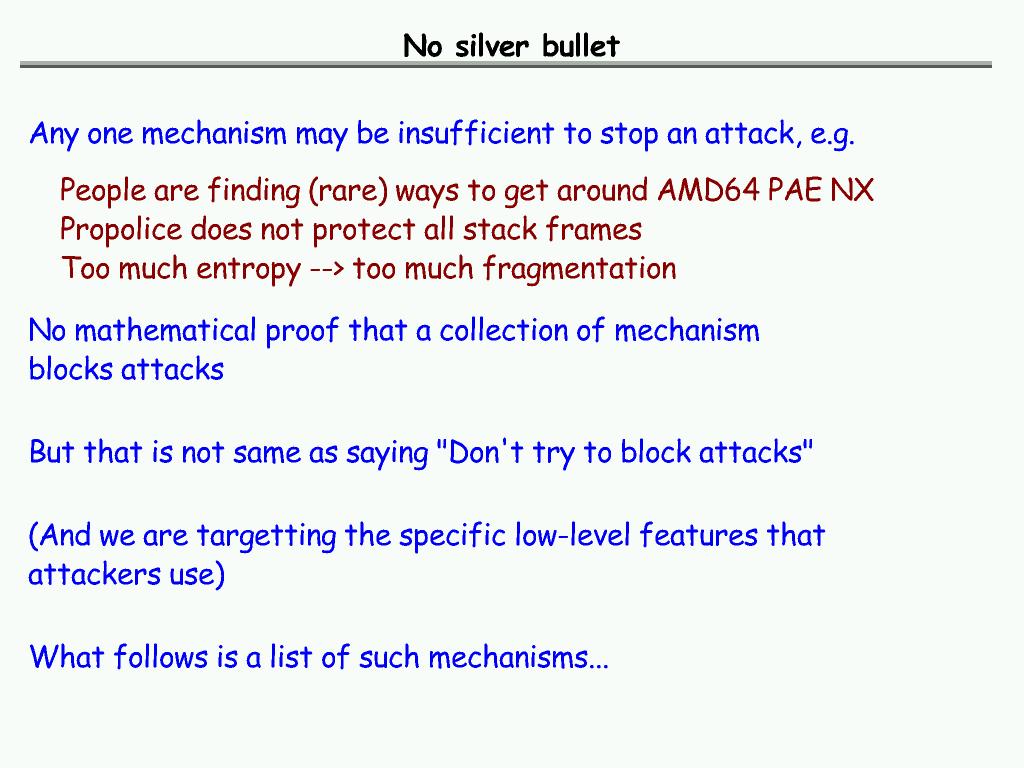 No silver bullet
Any one mechanism may be insufficient to stop an attack, e.g.
People are finding (rare) ways to get around AMD64 PAE NX
Propolice does not protect all stack frames
Too much entropy --> too much fragmentation
No mathematical proof that a collection of mechanism
blocks attacks
But that is not same as saying "Don't try to block attacks"
(And we are targetting the specific low-level features that
attackers use)
What follows is a list of such mechanisms...